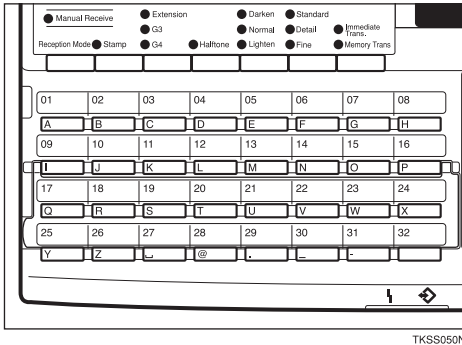 Extension Darken Standard
Manual Receive G3 Normal Detail Immediate Trans.
Reception Mode Stamp G4 Halftone Lighten Fine Memory Trans
01 02 03 04 05 06 07 08
A B C D E F G H
09 10 11 12 13 14 15 16
I J K L M N O P
17 18 19 20 21 22 23 24
Q R S T U V W X
25 26 27 28 29 30 31 32
Y Z ⎵ @ . _ -
TKSS050N